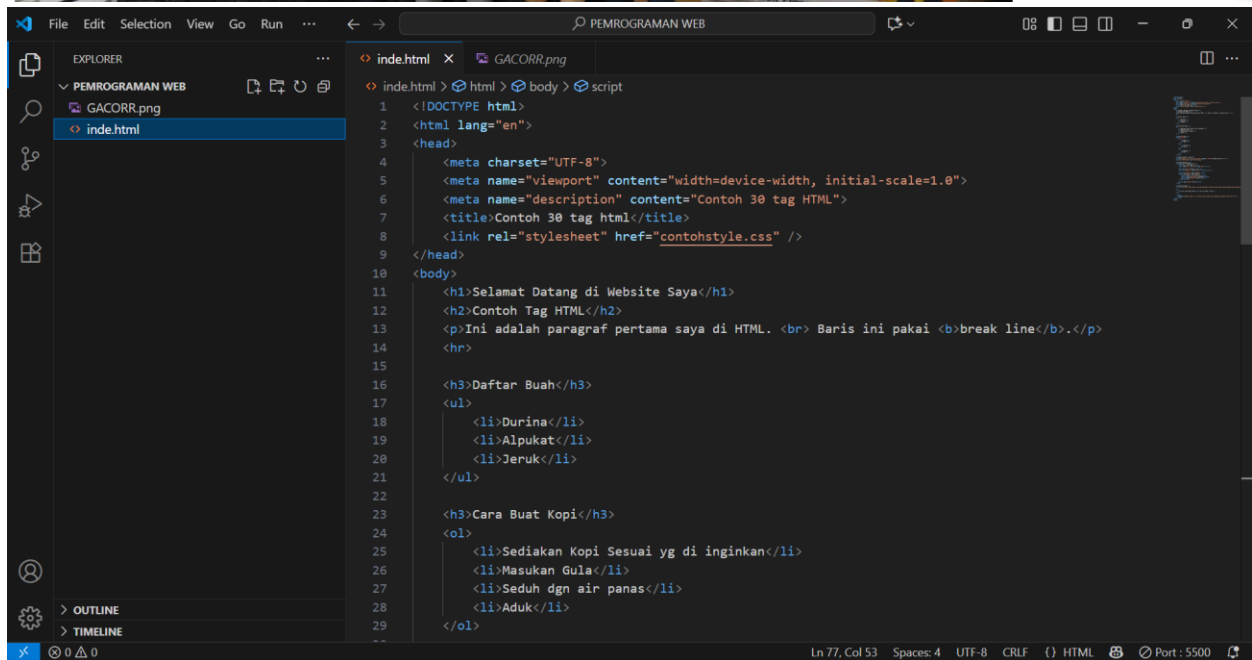 File Edit Selection View Go Run ··· PEMROGRAMAN WEB
EXPLORER ···
PEMROGRAMAN WEB
GACORR.png
inde.html
OUTLINE
TIMELINE
inde.html GACORR.png
inde.html > html > body > script
1 <!DOCTYPE html>
2 <html lang="en">
3 <head>
4 <meta charset="UTF-8">
5 <meta name="viewport" content="width=device-width, initial-scale=1.0">
6 <meta name="description" content="Contoh 30 tag HTML">
7 <title>Contoh 30 tag html</title>
8 <link rel="stylesheet" href="contohstyle.css" />
9 </head>
10 <body>
11 <h1>Selamat Datang di Website Saya</h1>
12 <h2>Contoh Tag HTML</h2>
13 <p>Ini adalah paragraf pertama saya di HTML. <br> Baris ini pakai <b>break line</b>.</p>
14 <hr>
15
16 <h3>Daftar Buah</h3>
17 <ul>
18 <li>Durina</li>
19 <li>Alpukat</li>
20 <li>Jeruk</li>
21 </ul>
22
23 <h3>Cara Buat Kopi</h3>
24 <ol>
25 <li>Sediakan Kopi Sesuai yg di inginkan</li>
26 <li>Masukan Gula</li>
27 <li>Seduh dgn air panas</li>
28 <li>Aduk</li>
29 </ol>
0 0 Ln 77, Col 53 Spaces: 4 UTF-8 CRLF {} HTML Port : 5500